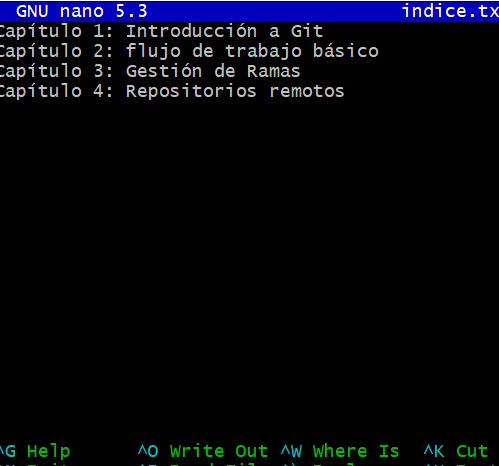 GNU nano 5.3 indice.tx
Capítulo 1: Introducción a Git
Capítulo 2: flujo de trabajo básico
Capítulo 3: Gestión de Ramas
Capítulo 4: Repositorios remotos
^G Help ^O Write Out ^W Where Is ^K Cut